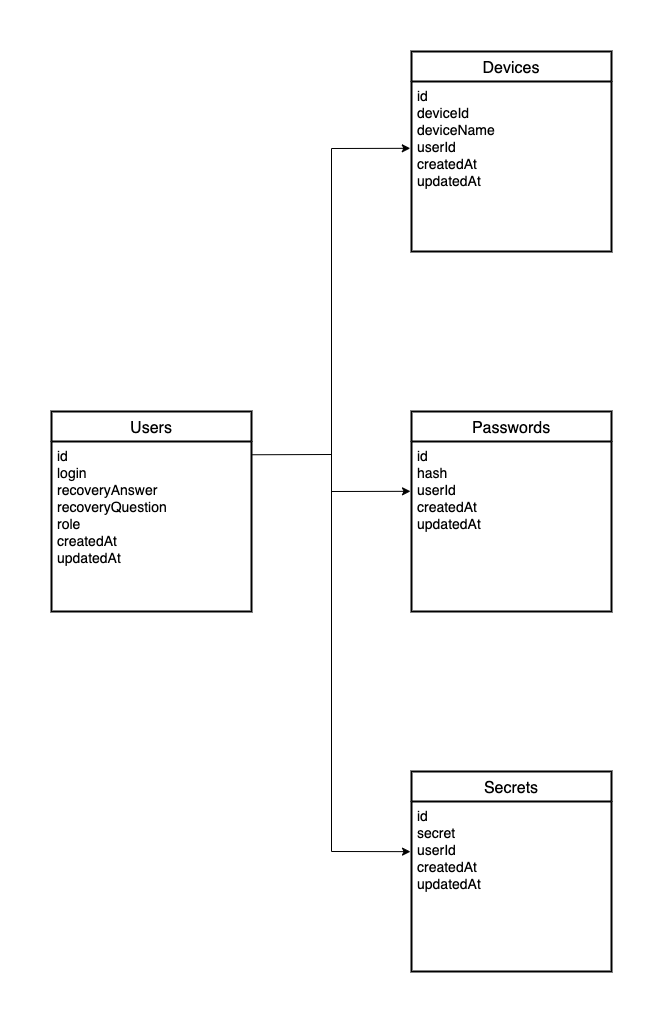 Devices
id
deviceId
deviceName
userId
createdAt
updatedAt
Users
id
login
recoveryAnswer
recoveryQuestion
role
createdAt
updatedAt
Passwords
id
hash
userId
createdAt
updatedAt
Secrets
id
secret
userId
createdAt
updatedAt